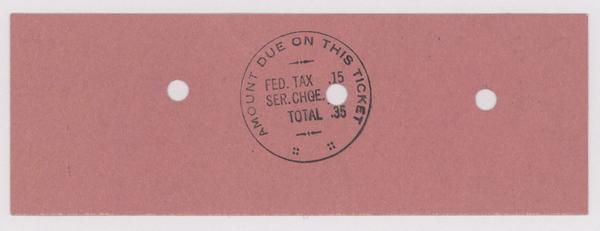 AMOUNT DUE ON THIS TICKET
FED. TAX .15
SER. CHGE.
TOTAL .35